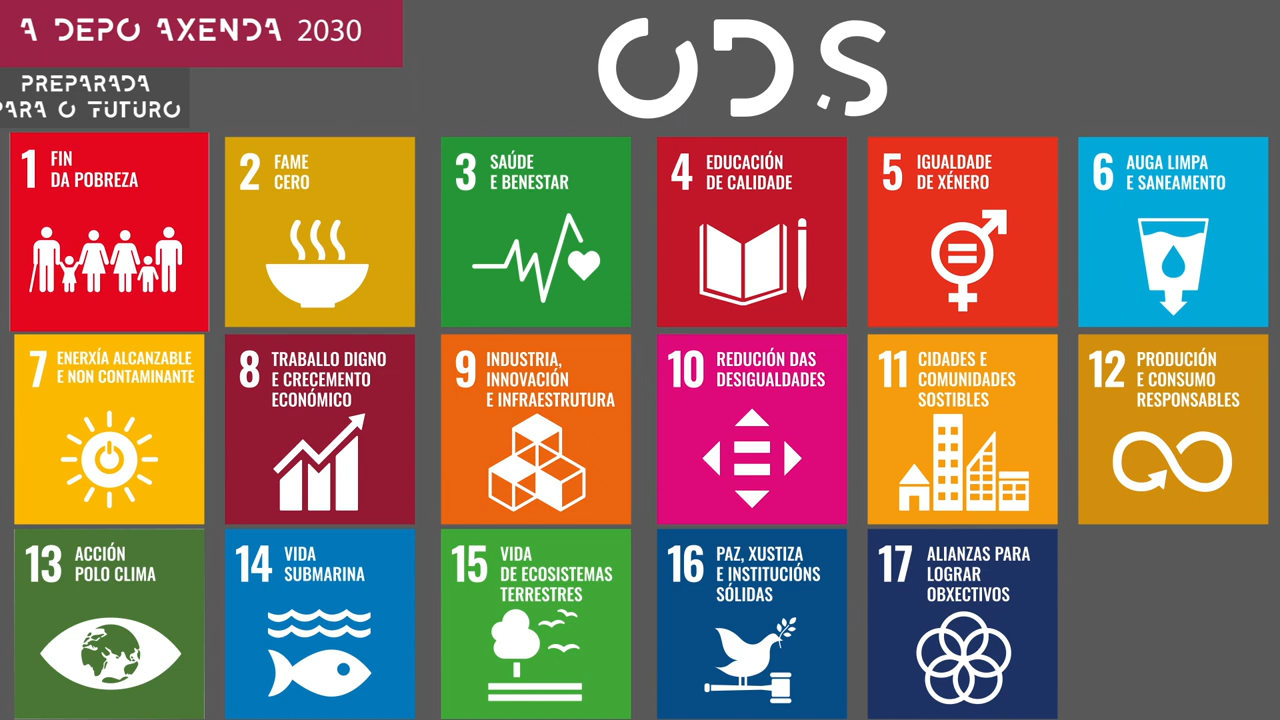 A DEPO AXENDA 2030
ODS
PREPARADA
PARA O FUTURO
1 FIN
DA POBREZA
2 FAME
CERO
3 SAÚDE
E BENESTAR
4 EDUCACIÓN
DE CALIDADE
5 IGUALDADE
DE XÉNERO
6 AUGA LIMPA
E SANEAMENTO
7 ENERXÍA ALCANZABLE
E NON CONTAMINANTE
8 TRABALLO DIGNO
E CRECEMENTO
ECONÓMICO
9 INDUSTRIA,
INNOVACIÓN
E INFRAESTRUTURA
10 REDUCIÓN DAS
DESIGUALDADES
11 CIDADES E
COMUNIDADES
SOSTIBLES
12 PRODUCIÓN
E CONSUMO
RESPONSABLES
13 ACCIÓN
POLO CLIMA
14 VIDA
SUBMARINA
15 VIDA
DE ECOSISTEMAS
TERRESTRES
16 PAZ, XUSTIZA
E INSTITUCIÓNS
SÓLIDAS
17 ALIANZAS PARA
LOGRAR
OBXECTIVOS